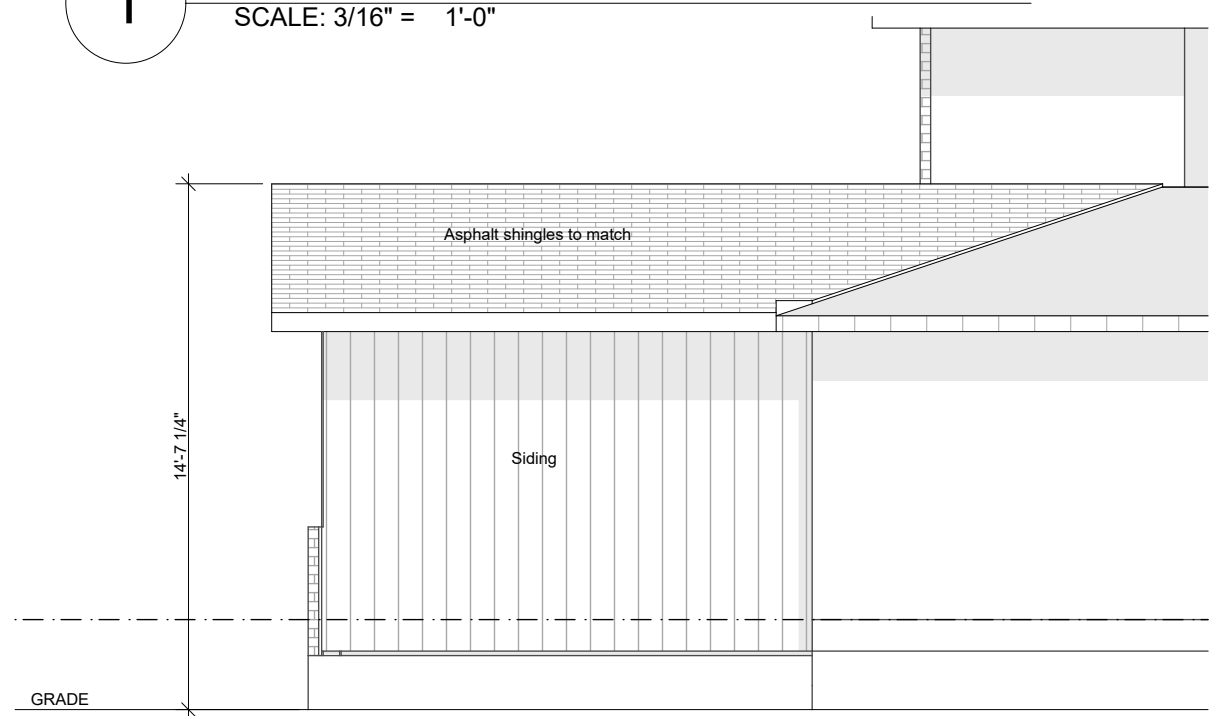 1
SCALE: 3/16" = 1'-0"
Asphalt shingles to match
14'-7 1/4"
Siding
GRADE